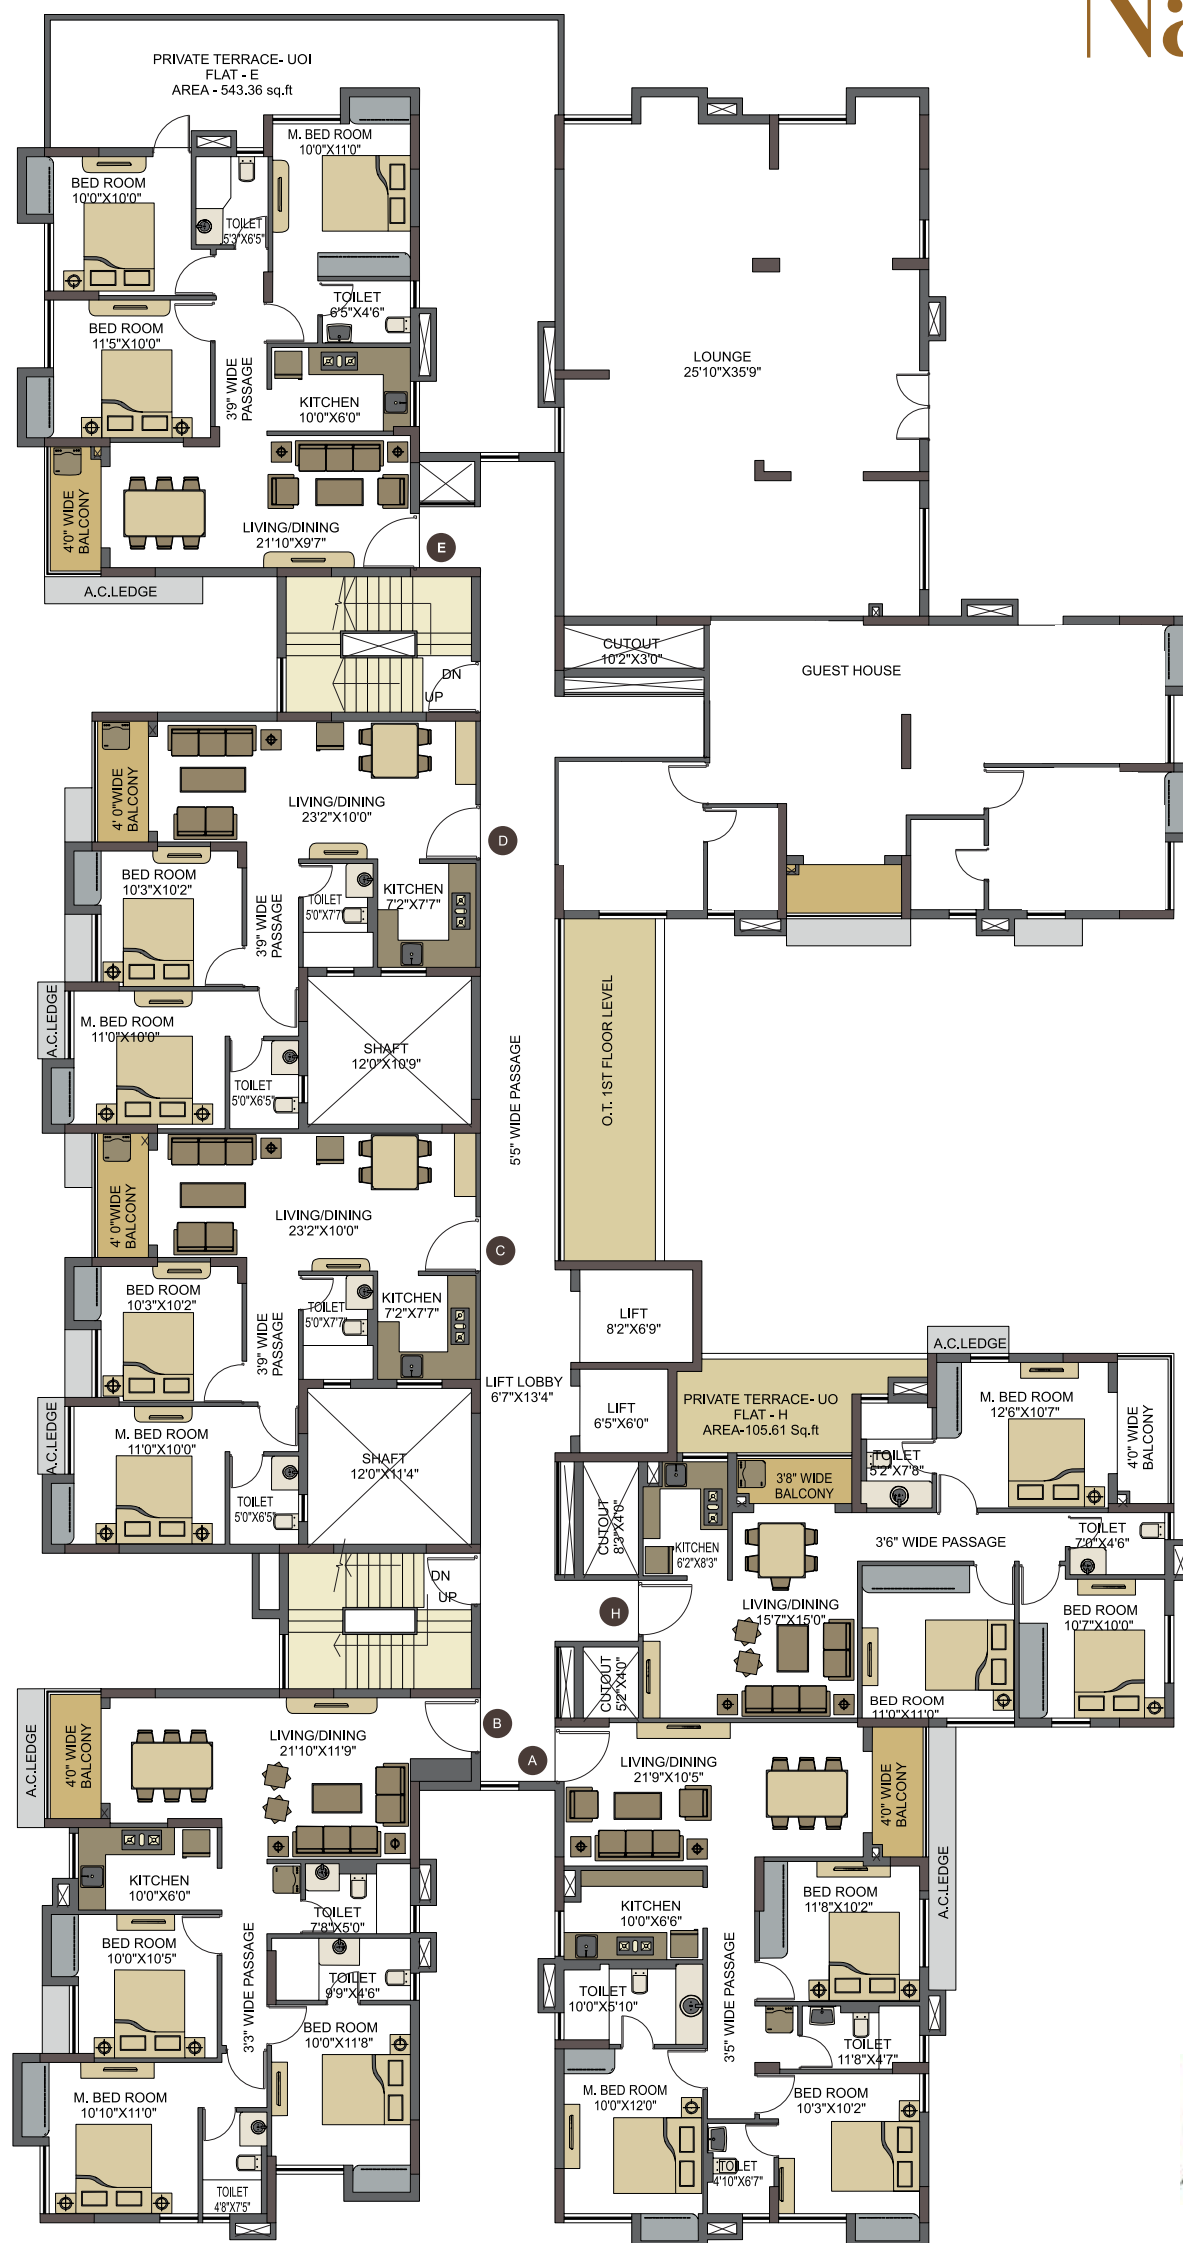 Na
PRIVATE TERRACE- UOI
FLAT - E
AREA - 543.36 sq.ft
M. BED ROOM
10'0"X11'0"
BED ROOM
10'0"X10'0"
TOILET
5'3"X6'5"
TOILET
6'5"X4'6"
BED ROOM
11'5"X10'0"
3'9" WIDE
PASSAGE
KITCHEN
10'0"X6'0"
LOUNGE
25'10"X35'9"
4'0" WIDE
BALCONY
LIVING/DINING
21'10"X9'7"
E
A.C.LEDGE
CUTOUT
10'2"X3'0"
GUEST HOUSE
DN
UP
4' 0"WIDE
BALCONY
LIVING/DINING
23'2"X10'0"
D
BED ROOM
10'3"X10'2"
3'9" WIDE
PASSAGE
TOILET
5'0"X7'7"
KITCHEN
7'2"X7'7"
A.C.LEDGE
M. BED ROOM
11'0"X10'0"
TOILET
5'0"X6'5"
SHAFT
12'0"X10'9"
5'5" WIDE PASSAGE
O.T. 1ST FLOOR LEVEL
4' 0"WIDE
BALCONY
LIVING/DINING
23'2"X10'0"
C
BED ROOM
10'3"X10'2"
3'9" WIDE
PASSAGE
TOILET
5'0"X7'7"
KITCHEN
7'2"X7'7"
LIFT
8'2"X6'9"
LIFT LOBBY
6'7"X13'4"
LIFT
6'5"X6'0"
A.C.LEDGE
M. BED ROOM
11'0"X10'0"
TOILET
5'0"X6'5"
SHAFT
12'0"X11'4"
A.C.LEDGE
PRIVATE TERRACE- UO
FLAT - H
AREA-105.61 Sq.ft
M. BED ROOM
12'6"X10'7"
4'0" WIDE
BALCONY
TOILET
5'2"X7'8"
3'8" WIDE
BALCONY
CUTOUT
8'3"X4'0"
KITCHEN
6'2"X8'3"
3'6" WIDE PASSAGE
TOILET
7'0"X4'6"
DN
UP
H
LIVING/DINING
15'7"X15'0"
BED ROOM
10'7"X10'0"
CUTOUT
5'2"X4'0"
BED ROOM
11'0"X11'0"
A.C.LEDGE
4'0" WIDE
BALCONY
LIVING/DINING
21'10"X11'9"
B
A
LIVING/DINING
21'9"X10'5"
4'0" WIDE
BALCONY
A.C.LEDGE
KITCHEN
10'0"X6'0"
TOILET
7'8"X5'0"
KITCHEN
10'0"X6'6"
BED ROOM
11'8"X10'2"
BED ROOM
10'0"X10'5"
3'3" WIDE PASSAGE
TOILET
9'9"X4'6"
TOILET
10'0"X5'10"
3'5" WIDE PASSAGE
BED ROOM
10'0"X11'8"
TOILET
11'8"X4'7"
M. BED ROOM
10'10"X11'0"
M. BED ROOM
10'0"X12'0"
BED ROOM
10'3"X10'2"
TOILET
4'8"X7'5"
TOILET
4'10"X6'7"